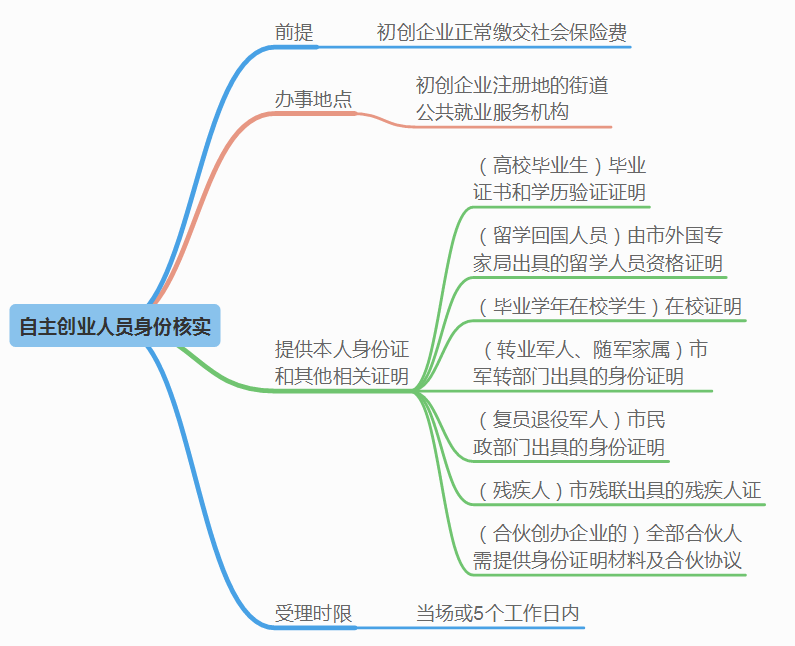 前提
初创企业正常缴交社会保险费
办事地点
初创企业注册地的街道
公共就业服务机构
自主创业人员身份核实
提供本人身份证
和其他相关证明
（高校毕业生）毕业
证书和学历验证证明
（留学回国人员）由市外国专
家局出具的留学人员资格证明
（毕业学年在校学生）在校证明
（转业军人、随军家属）市
军转部门出具的身份证明
（复员退役军人）市民
政部门出具的身份证明
（残疾人）市残联出具的残疾人证
（合伙创办企业的）全部合伙人
需提供身份证明材料及合伙协议
受理时限
当场或5个工作日内